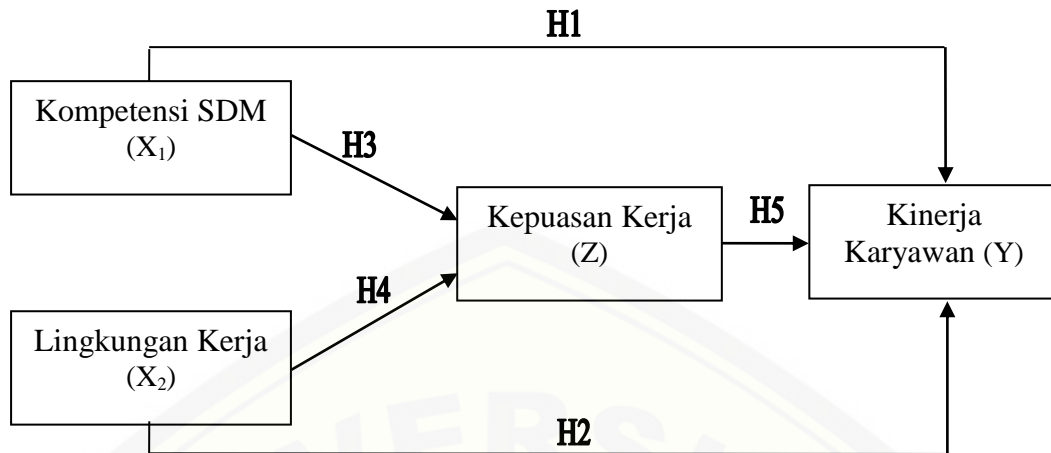 H1
Kompetensi SDM
(X₁)
H3
Kepuasan Kerja
(Z)
H5
Kinerja
Karyawan (Y)
H4
Lingkungan Kerja
(X₂)
H2